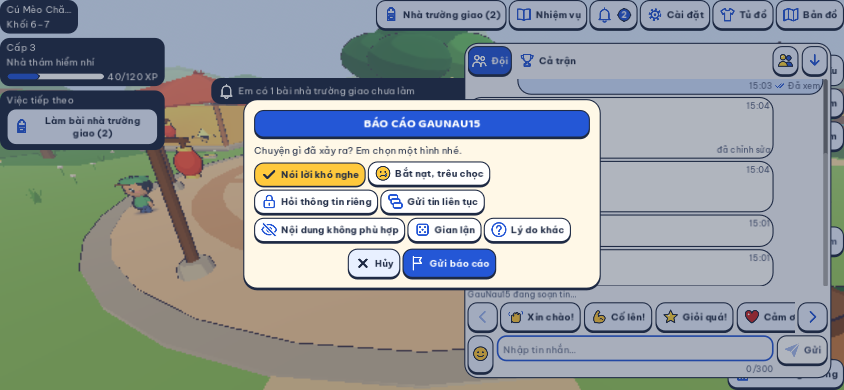 Cú Mèo Chă...
Khối 6-7
Cấp 3
Nhà thám hiểm nhí
40/120 XP
Việc tiếp theo
Làm bài nhà trường
giao (2)
Nhà trường giao (2)
Nhiệm vụ
2
Cài đặt
Tủ đồ
Bản đồ
Em có 1 bài nhà trường giao chưa làm
Đội
Cả trận
15:03
Đã xem
15:04
đã chỉnh sửa
15:04
15:01
15:01
BÁO CÁO GAUNAU15
Chuyện gì đã xảy ra? Em chọn một hình nhé.
Nói lời khó nghe
Bắt nạt, trêu chọc
Hỏi thông tin riêng
Gửi tin liên tục
Nội dung không phù hợp
Gian lận
Lý do khác
Hủy
Gửi báo cáo
GauNau15 đang soạn tin...
Xin chào!
Cố lên!
Giỏi quá!
Cảm ơ
Nhập tin nhắn...
Gửi
0/300